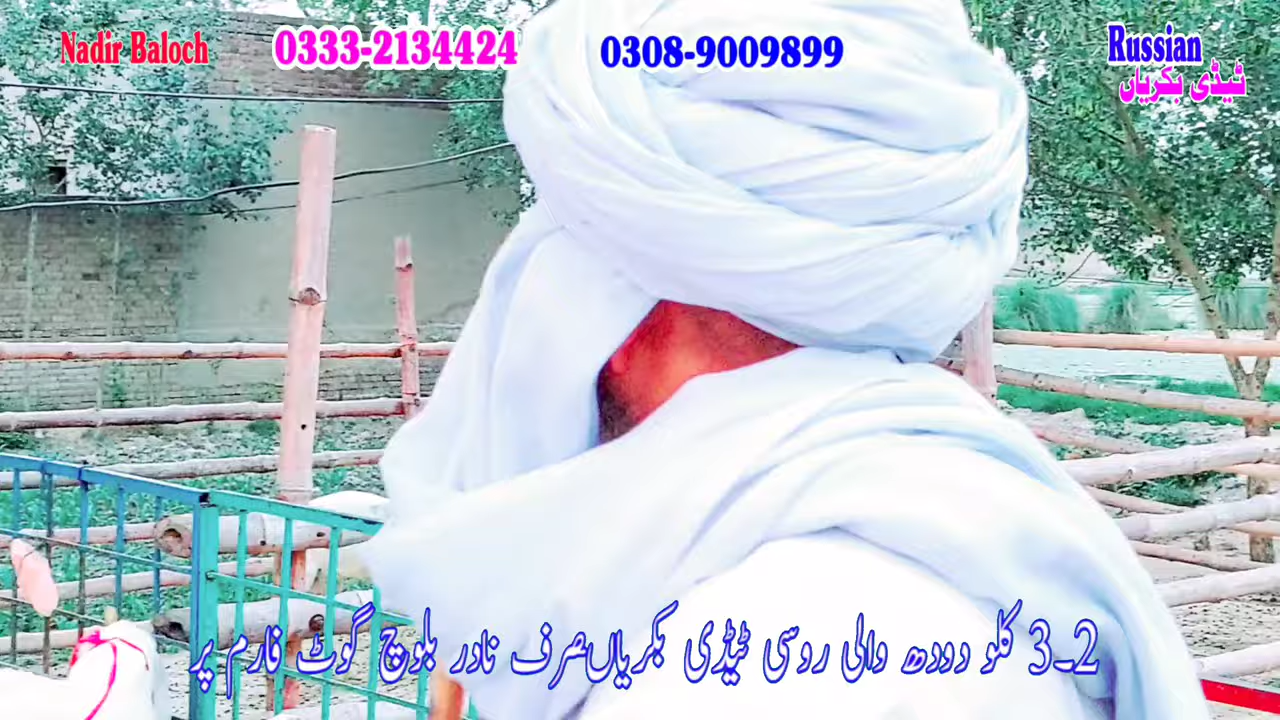 Nadir Baloch 0333-2134424 0308-9009899 Russian
ٹیڈی بکریاں
2-3 کلو دودھ والی روسی ٹیڈی بکریاں صرف نادر بلوچ گوٹ فارم پر